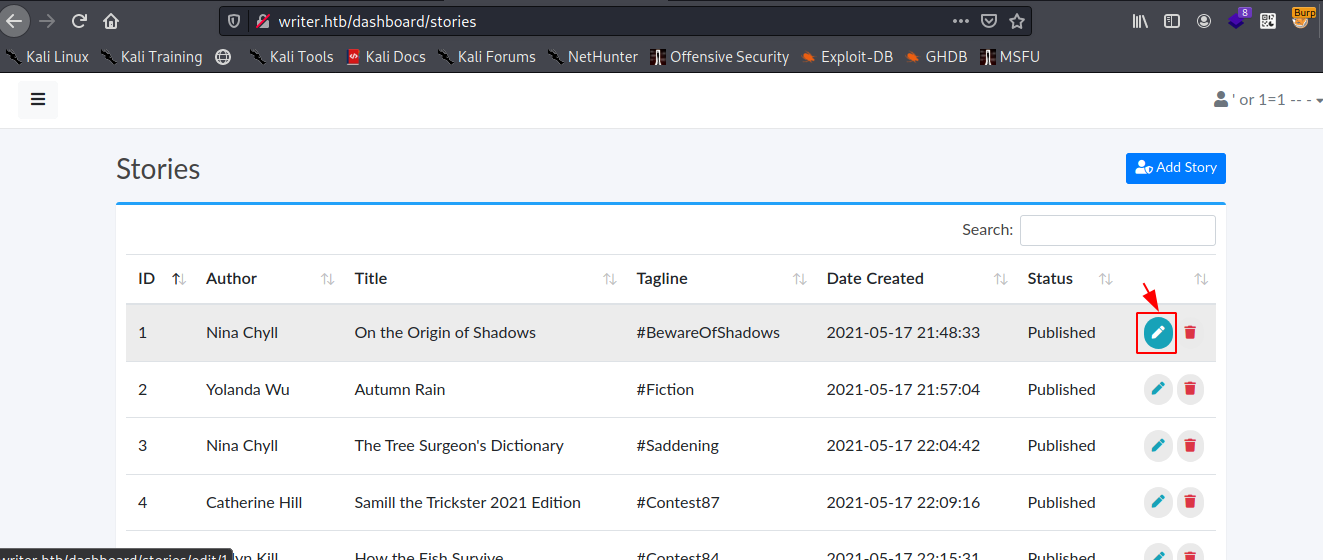 8
Burp
writer.htb/dashboard/stories
Kali Linux Kali Training Kali Tools Kali Docs Kali Forums NetHunter Offensive Security Exploit-DB GHDB MSFU
' or 1=1 -- -
Stories
Add Story
Search:
ID Author Title Tagline Date Created Status
1 Nina Chyll On the Origin of Shadows #BewareOfShadows 2021-05-17 21:48:33 Published
2 Yolanda Wu Autumn Rain #Fiction 2021-05-17 21:57:04 Published
3 Nina Chyll The Tree Surgeon's Dictionary #Saddening 2021-05-17 22:04:42 Published
4 Catherine Hill Samill the Trickster 2021 Edition #Contest87 2021-05-17 22:09:16 Published
Kill How the Fish Survive #Contest84 2021-05-17 22:15:31 Published
writer.htb/dashboard/stories/edit/1